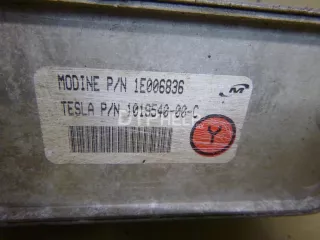 MODINE P/N 1E006836
TESLA P/N 1018540-00-C
Y